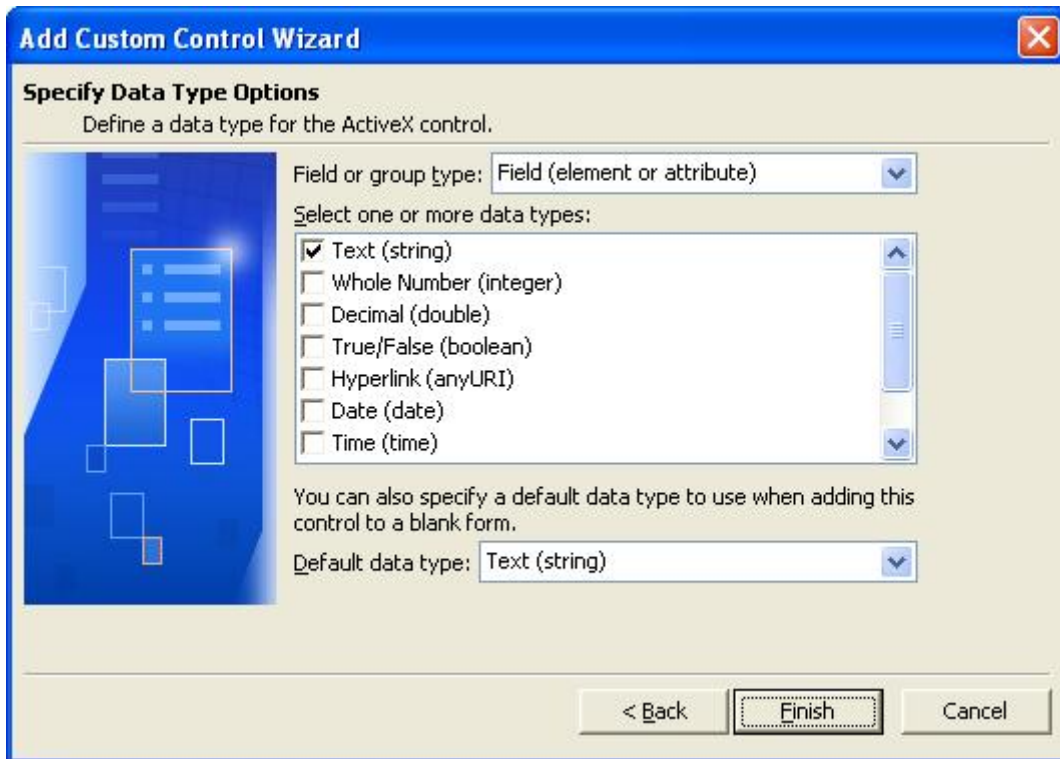 Add Custom Control Wizard
Specify Data Type Options
Define a data type for the ActiveX control.
Field or group type: Field (element or attribute)
Select one or more data types:
Text (string)
Whole Number (integer)
Decimal (double)
True/False (boolean)
Hyperlink (anyURI)
Date (date)
Time (time)
You can also specify a default data type to use when adding this
control to a blank form.
Default data type: Text (string)
< Back Finish Cancel